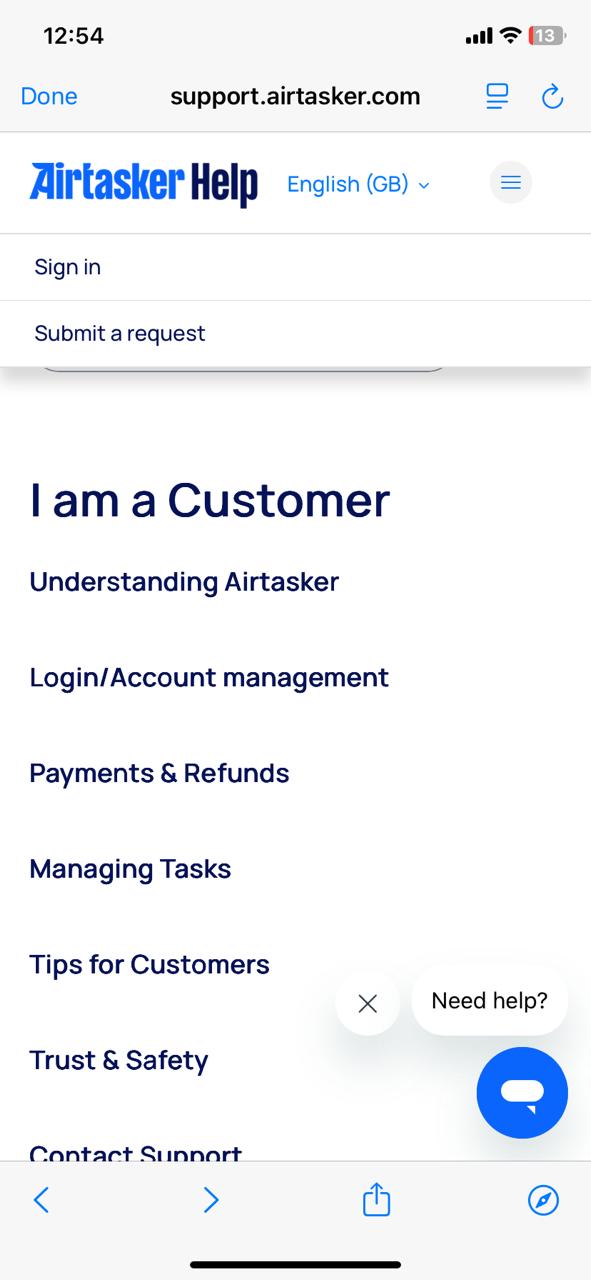 12:54
13
Done
support.airtasker.com
Airtasker Help
English (GB)
Sign in
Submit a request
I am a Customer
Understanding Airtasker
Login/Account management
Payments & Refunds
Managing Tasks
Tips for Customers
Need help?
Trust & Safety
Contact Support